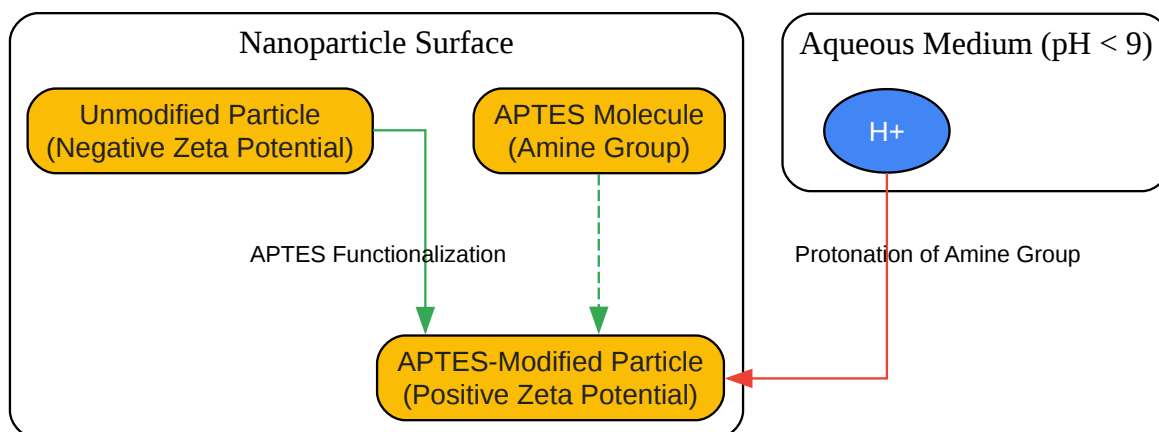 Nanoparticle Surface
Aqueous Medium (pH < 9)
Unmodified Particle
(Negative Zeta Potential)
APTES Molecule
(Amine Group)
H+
APTES Functionalization
Protonation of Amine Group
APTES-Modified Particle
(Positive Zeta Potential)